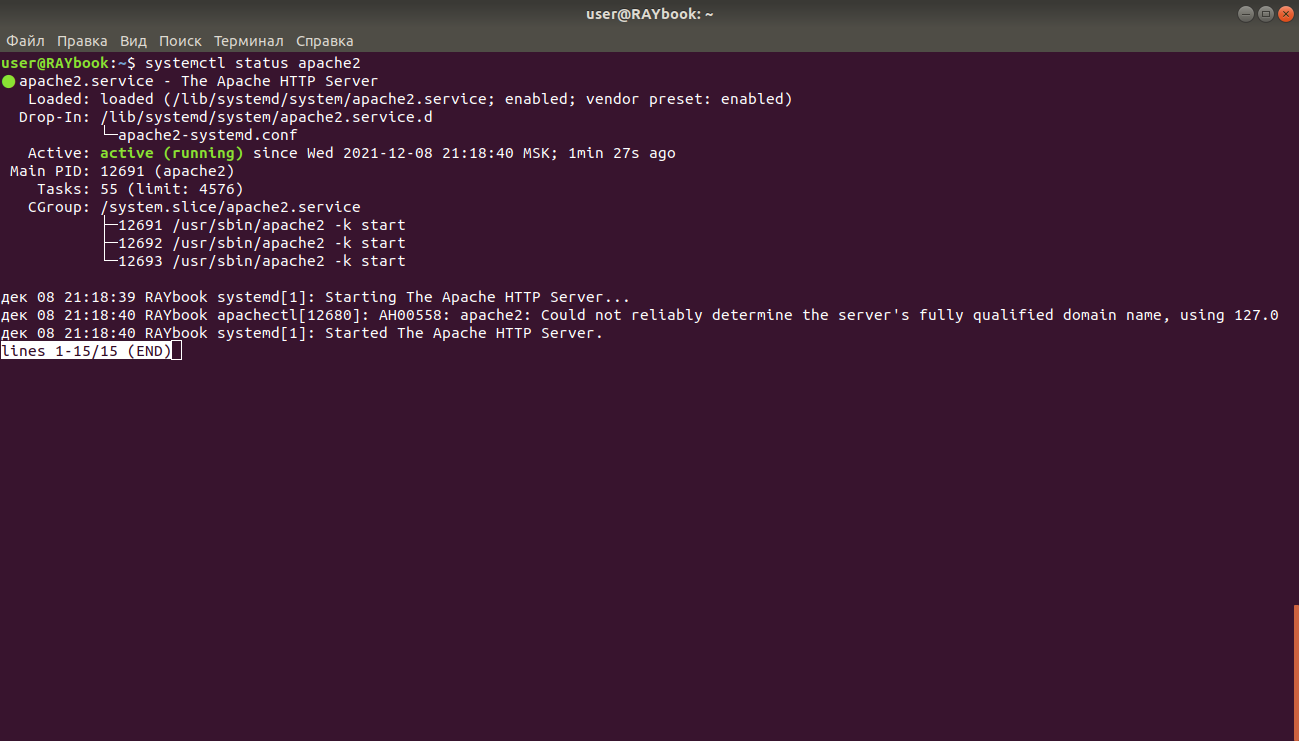 user@RAYbook: ~
Файл Правка Вид Поиск Терминал Справка
user@RAYbook:~$ systemctl status apache2
● apache2.service - The Apache HTTP Server
   Loaded: loaded (/lib/systemd/system/apache2.service; enabled; vendor preset: enabled)
  Drop-In: /lib/systemd/system/apache2.service.d
           └─apache2-systemd.conf
   Active: active (running) since Wed 2021-12-08 21:18:40 MSK; 1min 27s ago
 Main PID: 12691 (apache2)
    Tasks: 55 (limit: 4576)
   CGroup: /system.slice/apache2.service
           ├─12691 /usr/sbin/apache2 -k start
           ├─12692 /usr/sbin/apache2 -k start
           └─12693 /usr/sbin/apache2 -k start
дек 08 21:18:39 RAYbook systemd[1]: Starting The Apache HTTP Server...
дек 08 21:18:40 RAYbook apachectl[12680]: AH00558: apache2: Could not reliably determine the server's fully qualified domain name, using 127.0
дек 08 21:18:40 RAYbook systemd[1]: Started The Apache HTTP Server.
lines 1-15/15 (END)